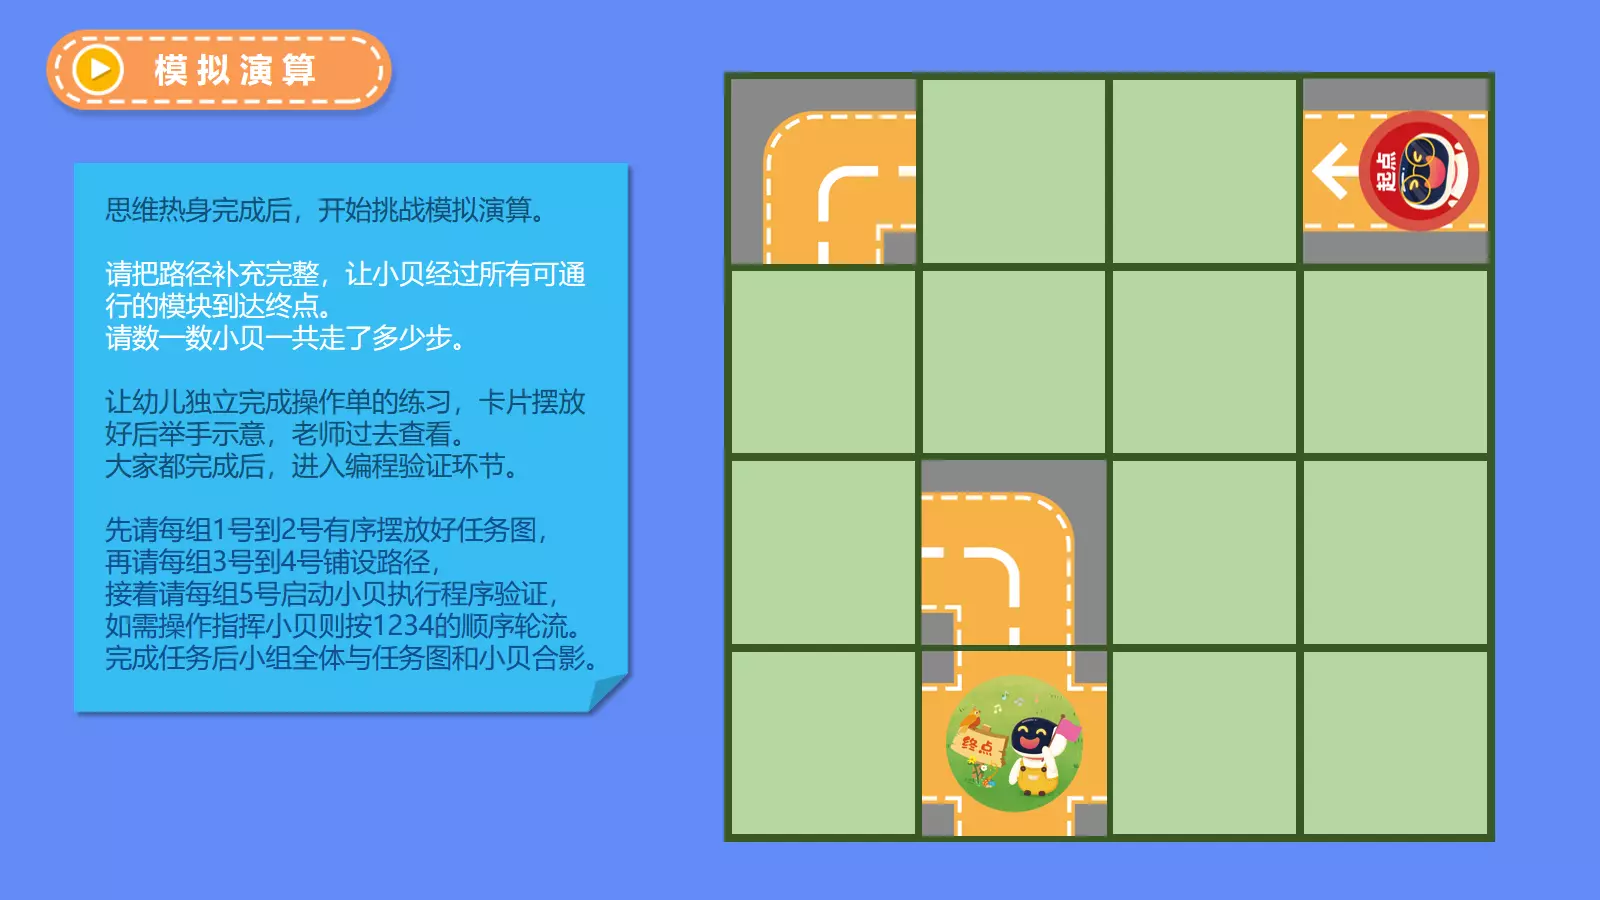 模拟演算
思维热身完成后，开始挑战模拟演算。
请把路径补充完整，让小贝经过所有可通
行的模块到达终点。
请数一数小贝一共走了多少步。
让幼儿独立完成操作单的练习，卡片摆放
好后举手示意，老师过去查看。
大家都完成后，进入编程验证环节。
先请每组1号到2号有序摆放好任务图，
再请每组3号到4号铺设路径，
接着请每组5号启动小贝执行程序验证，
如需操作指挥小贝则按1234的顺序轮流。
完成任务后小组全体与任务图和小贝合影。
起点
终点